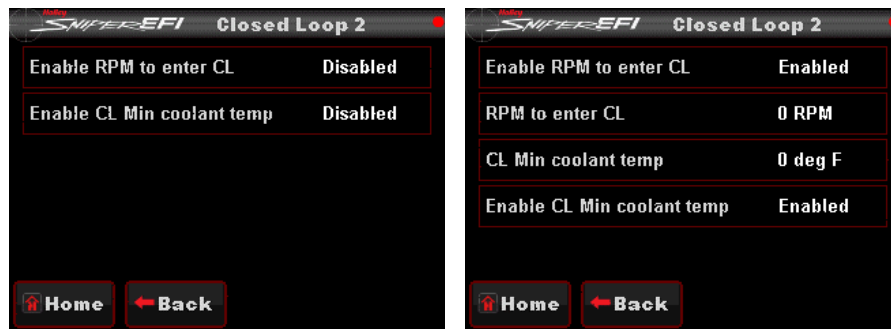 Holley
SNIPER EFI Closed Loop 2
Enable RPM to enter CL Disabled
Enable CL Min coolant temp Disabled
Home Back
Holley
SNIPER EFI Closed Loop 2
Enable RPM to enter CL Enabled
RPM to enter CL 0 RPM
CL Min coolant temp 0 deg F
Enable CL Min coolant temp Enabled
Home Back